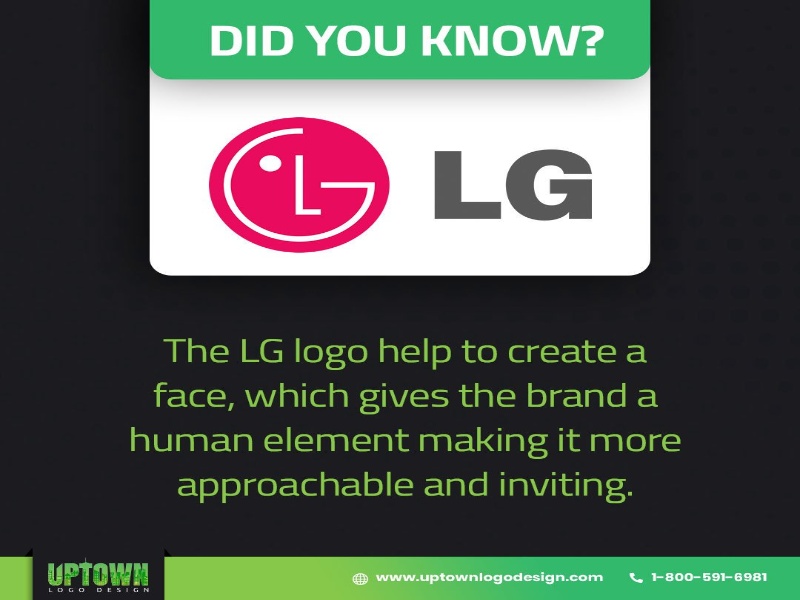 DID YOU KNOW?
LG LG
The LG logo help to create a
face, which gives the brand a
human element making it more
approachable and inviting.
UPTOWN
LOGO DESIGN
www.uptownlogodesign.com 1-800-591-6981